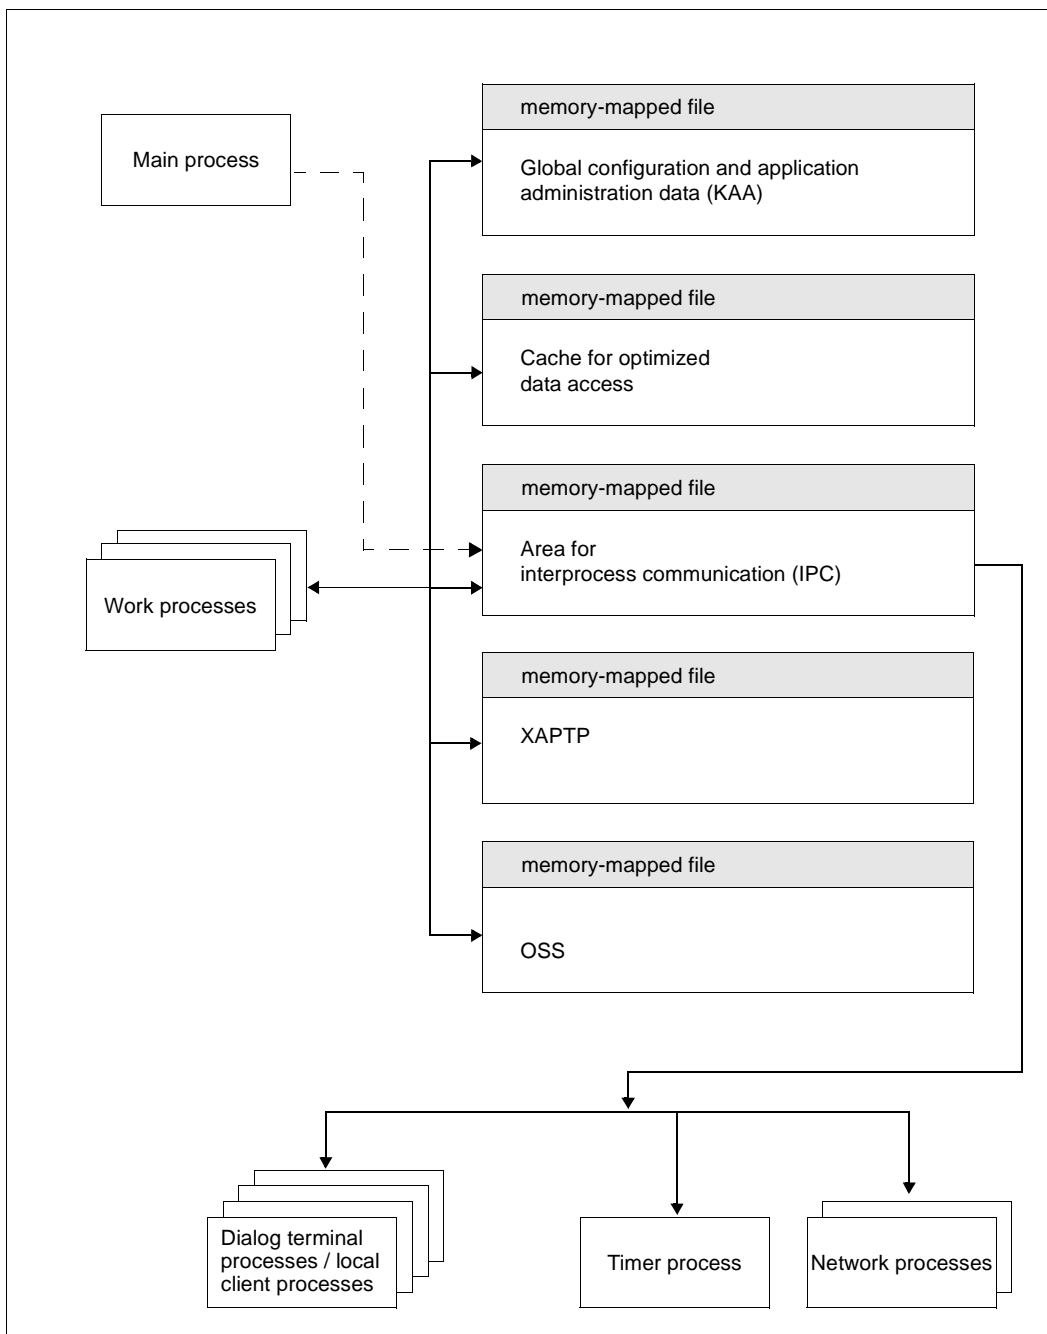 memory-mapped file
Main process
Global configuration and application
administration data (KAA)
memory-mapped file
Cache for optimized
data access
memory-mapped file
Area for
interprocess communication (IPC)
Work processes
memory-mapped file
XAPTP
memory-mapped file
OSS
Dialog terminal
processes / local
client processes
Timer process
Network processes